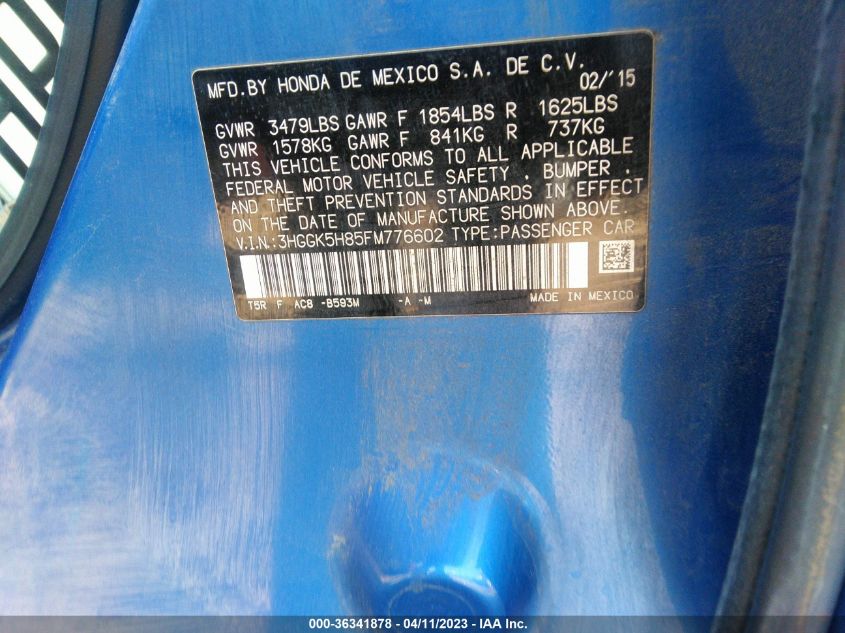 MFD.BY HONDA DE MEXICO S.A. DE C.V.
02/'15
GVWR 3479LBS GAWR F 1854LBS R 1625LBS
GVWR 1578KG GAWR F 841KG R 737KG
THIS VEHICLE CONFORMS TO ALL APPLICABLE
FEDERAL MOTOR VEHICLE SAFETY , BUMPER ,
AND THEFT PREVENTION STANDARDS IN EFFECT
ON THE DATE OF MANUFACTURE SHOWN ABOVE.
V.I.N.:3HGGK5H85FM776602 TYPE:PASSENGER CAR
T5R F AC8 -B593M -A -M
MADE IN MEXICO
000-36341878 - 04/11/2023 - IAA Inc.